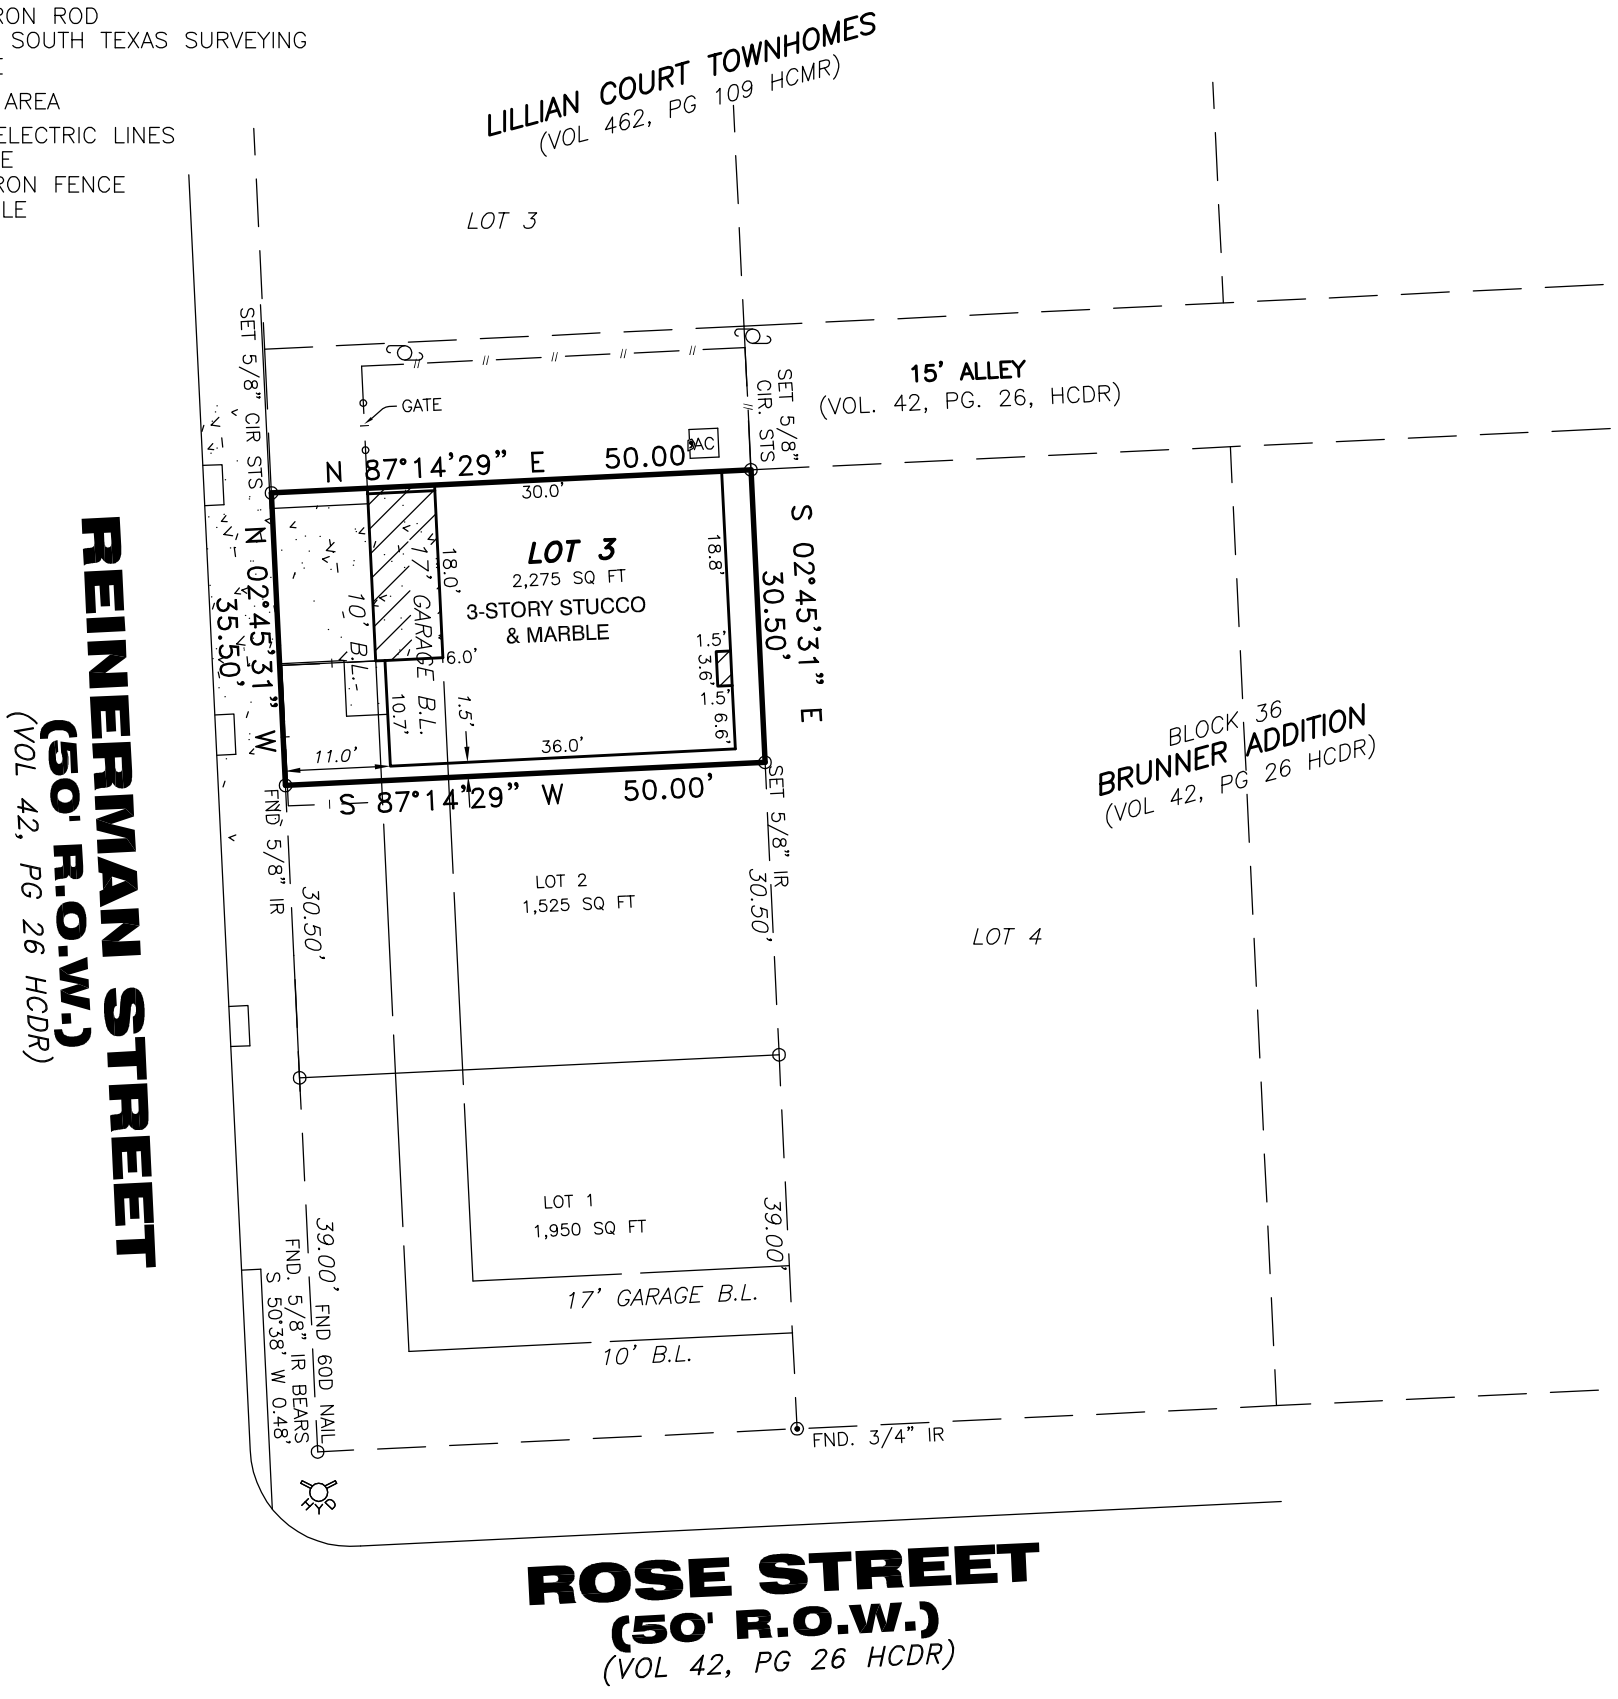 RON ROD
SOUTH TEXAS SURVEYING
E
AREA
ELECTRIC LINES
E
RON FENCE
LE
LILLIAN COURT TOWNHOMES
(VOL 462, PG 109 HCMR)
LOT 3
SET 5/8" CIR STS
15' ALLEY
(VOL. 42, PG. 26, HCDR)
SET 5/8"
CIR. STS
GATE
AC
N 87°14'29" E 50.00'
30.0'
LOT 3
2,275 SQ FT
3-STORY STUCCO
& MARBLE
18.0'
18.8'
17' GARAGE B.L.
10' B.L.
6.0'
1.5'
3.6'
1.5'
6.6'
10.7'
1.5'
11.0'
36.0'
N 02°45'31" W
35.50'
S 02°45'31" E
30.50'
S 87°14'29" W 50.00'
FND 5/8" IR
SET 5/8" IR
30.50'
30.50'
LOT 2
1,525 SQ FT
LOT 4
BLOCK 36
BRUNNER ADDITION
(VOL 42, PG 26 HCDR)
REINERMAN STREET
(50' R.O.W.)
(VOL 42, PG 26 HCDR)
LOT 1
1,950 SQ FT
39.00'
39.00'
17' GARAGE B.L.
10' B.L.
FND 60D NAIL
FND. 5/8" IR BEARS
S 50°38' W 0.48'
FND. 3/4" IR
HYD
ROSE STREET
(50' R.O.W.)
(VOL 42, PG 26 HCDR)